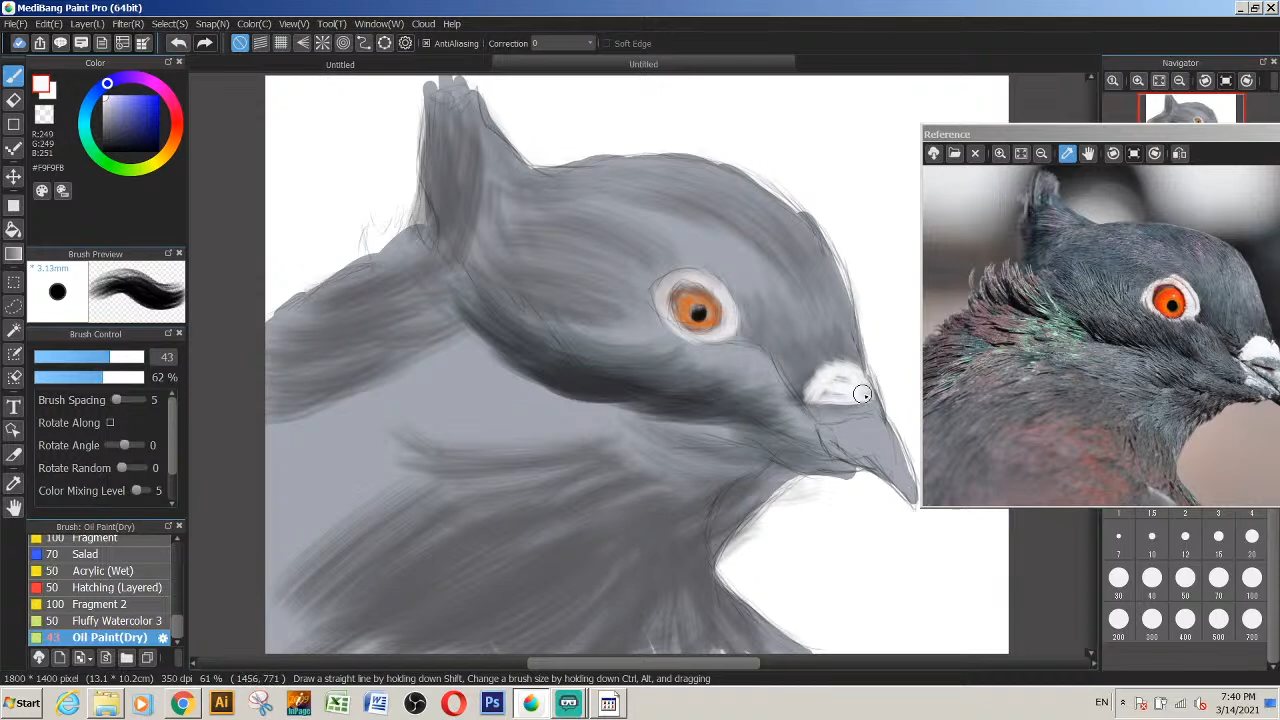 MediBang Paint Pro (64bit)
File(F) Edit(E) Layer(L) Filter(R) Select(S) Snap(N) Color(C) View(V) Tool(T) Window(W) Cloud Help
AntiAliasing Correction 0 Soft Edge
Color
Untitled
Untitled
Navigator
R:249
G:249
B:251
#F9F9FB
Reference
Brush Preview
* 3.13mm
Brush Control
43
62 %
Brush Spacing 5
Rotate Along
Rotate Angle 0
Rotate Random 0
Color Mixing Level 5
Brush: Oil Paint(Dry)
100 Fragment
70 Salad
50 Acrylic (Wet)
50 Hatching (Layered)
100 Fragment 2
50 Fluffy Watercolor 3
43 Oil Paint(Dry)
1 1.5 2 3 4
7 10 12 15 20
30 40 50 70 100
200 300 400 500 700
1800 * 1400 pixel (13.1 * 10.2cm) 350 dpi 61 % ( 1456, 771 ) Draw a straight line by holding down Shift, Change a brush size by holding down Ctrl, Alt, and dragging
Start
Ai
Ps
EN
7:40 PM
3/14/2021